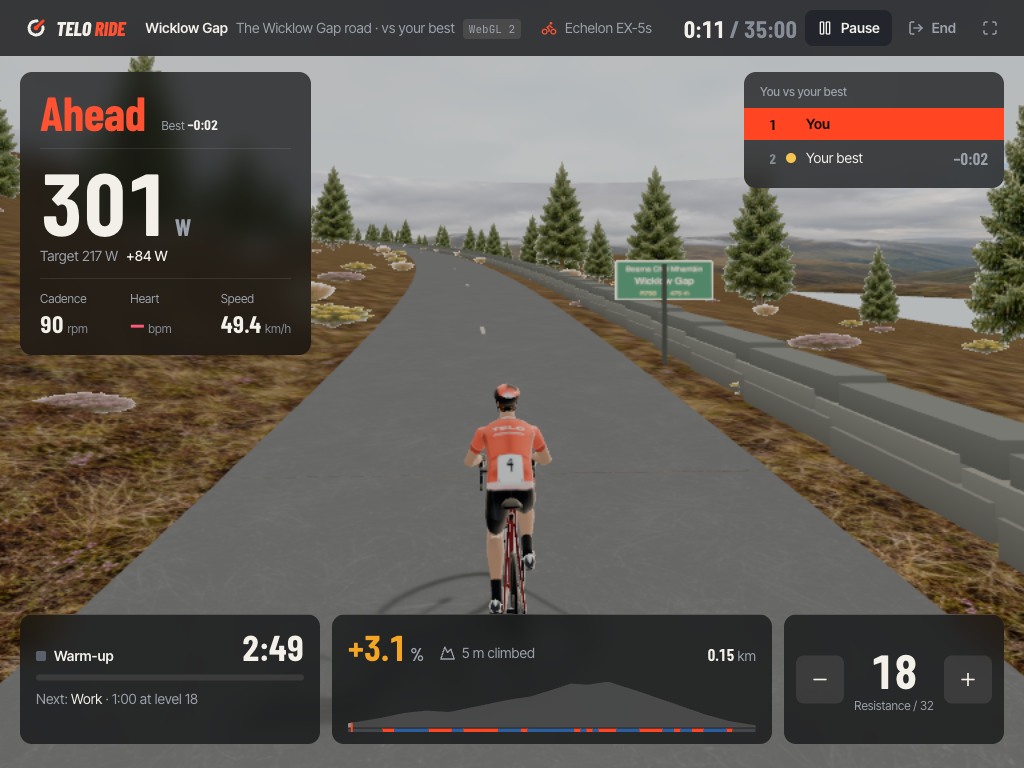 TELO RIDE Wicklow Gap The Wicklow Gap road · vs your best WebGL 2 Echelon EX-5s 0:11 / 35:00 Pause End
Ahead Best −0:02
301 W
Target 217 W +84 W
Cadence Heart Speed
90 rpm — bpm 49.4 km/h
You vs your best
1 You
2 Your best −0:02
Wicklow Gap
TELO
4
Warm-up 2:49
Next: Work · 1:00 at level 18
+3.1 % 5 m climbed 0.15 km
− 18 +
Resistance / 32